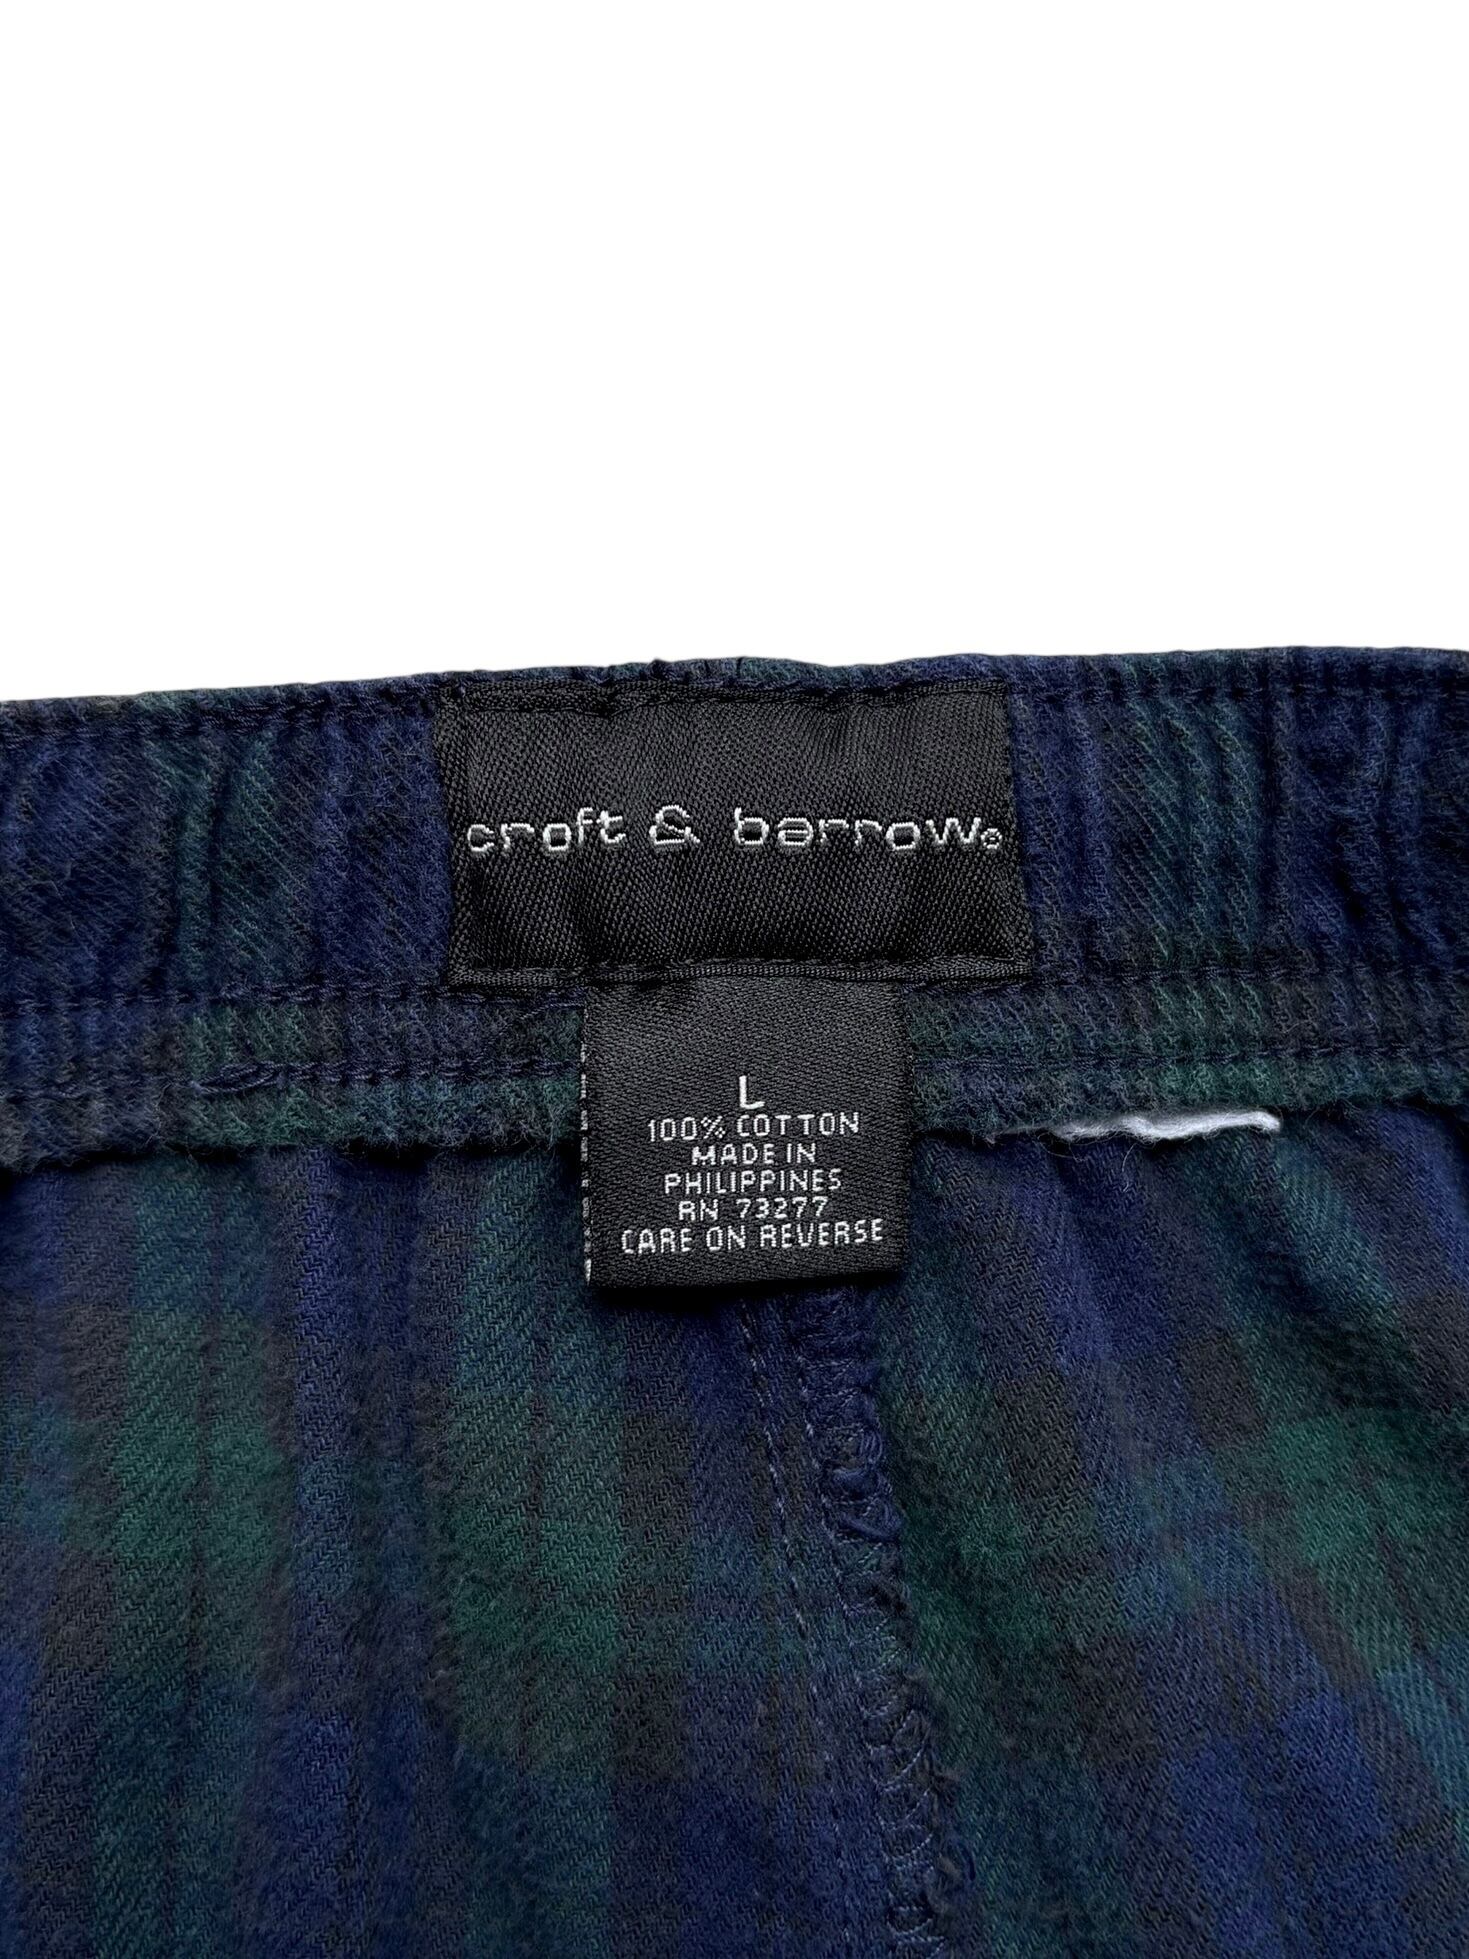 croft & barrow®
L
100% COTTON
MADE IN
PHILIPPINES
RN 73277
CARE ON REVERSE